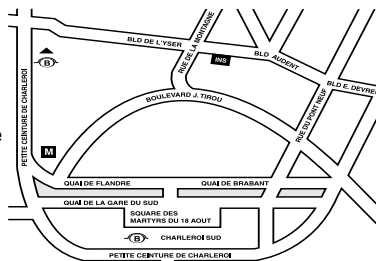 BLD DE L'YSER
RUE DE LA MONTAGNE
INS
BLD AUDENT
BLD E. DEVREU
B
BOULEVARD J. TIROU
RUE DU PONT NEUF
PETITE CEINTURE DE CHARLEROI
e
M
QUAI DE FLANDRE
QUAI DE BRABANT
QUAI DE LA GARE DU SUD
SQUARE DES
MARTYRS DU 18 AOUT
B
CHARLEROI SUD
PETITE CEINTURE DE CHARLEROI